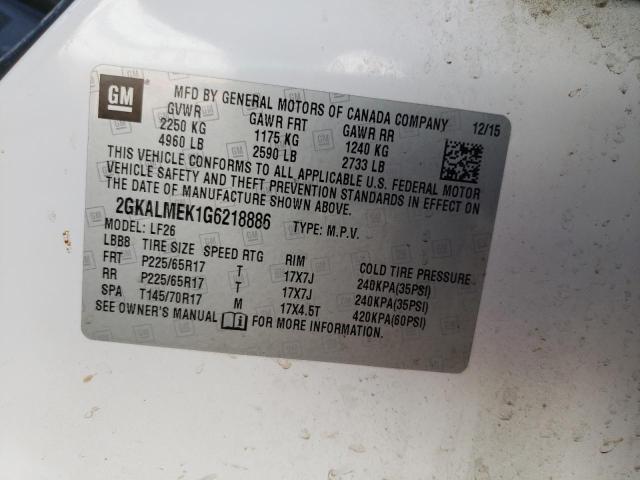 GM
MFD BY GENERAL MOTORS OF CANADA COMPANY 12/15
GVWR GAWR FRT GAWR RR
2250 KG 1175 KG 1240 KG
4960 LB 2590 LB 2733 LB
THIS VEHICLE CONFORMS TO ALL APPLICABLE U.S. FEDERAL MOTOR
VEHICLE SAFETY AND THEFT PREVENTION STANDARDS IN EFFECT ON
THE DATE OF MANUFACTURE SHOWN ABOVE.
2GKALMEK1G6218886 TYPE: M.P.V.
MODEL: LF26
LBB8 TIRE SIZE SPEED RTG RIM COLD TIRE PRESSURE
FRT P225/65R17 T 17X7J 240KPA(35PSI)
RR P225/65R17 T 17X7J 240KPA(35PSI)
SPA T145/70R17 M 17X4.5T 420KPA(60PSI)
SEE OWNER'S MANUAL i FOR MORE INFORMATION.